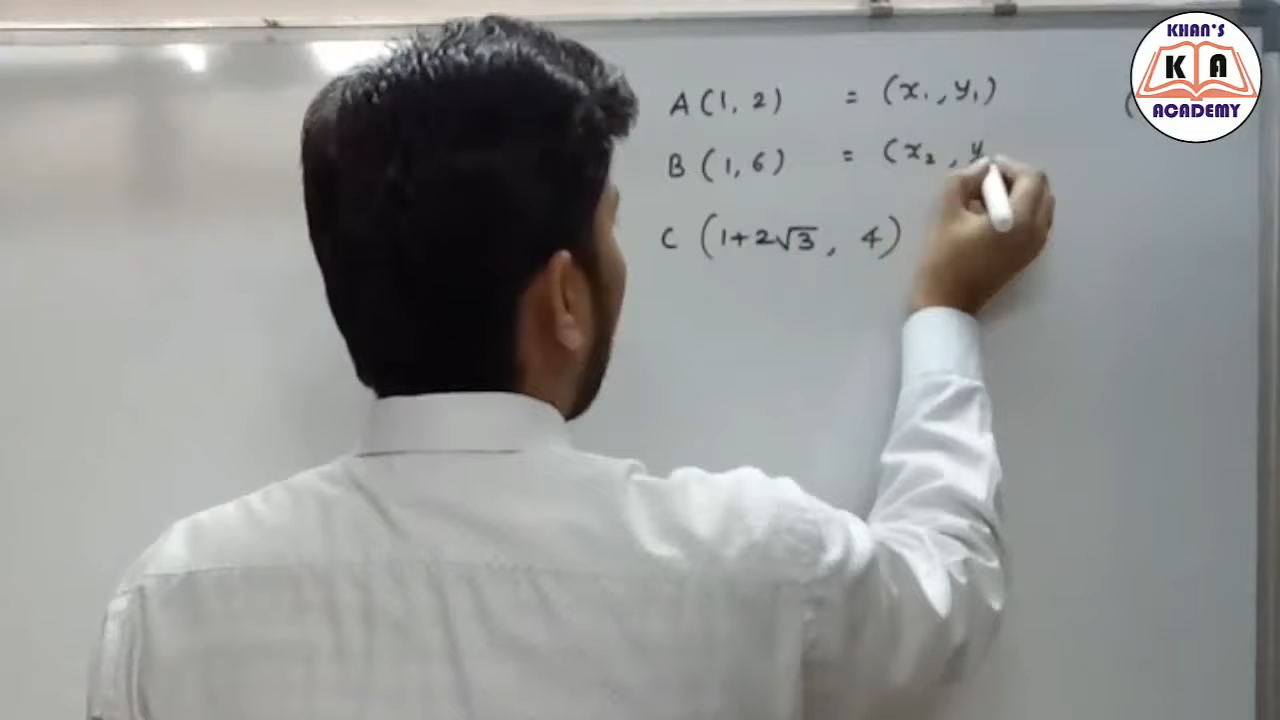 A (1, 2) = (x₁, y₁)
B (1, 6) = (x₂, y
C (1+2√3, 4)
(
KHAN'S
K A
ACADEMY